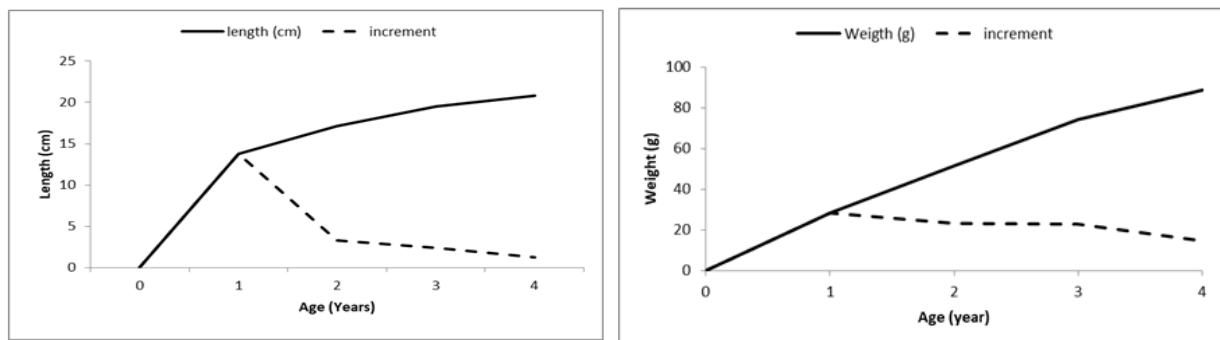 length (cm) increment
25
20
15
10
5
0
Length (cm)
0 1 2 3 4
Age (Years)
Weigth (g) increment
100
80
60
40
20
0
Weight (g)
0 1 2 3 4
Age (year)